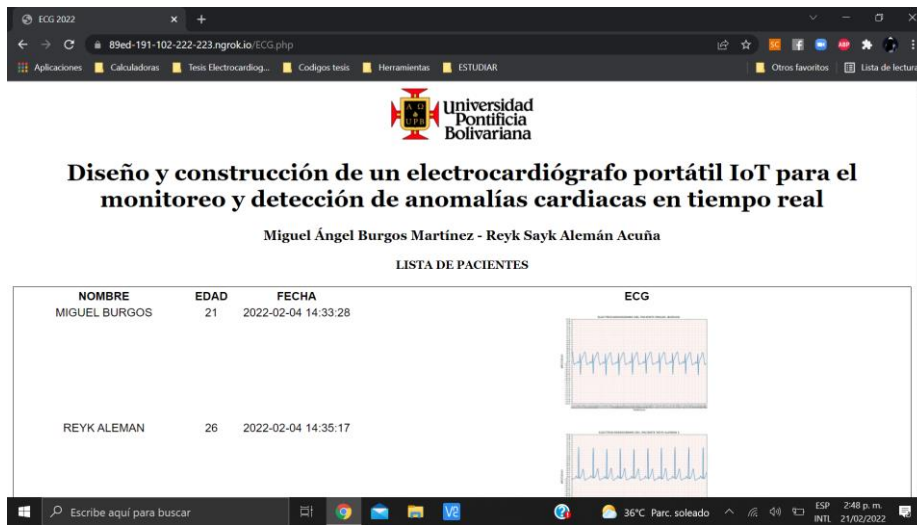 ECG 2022
89ed-191-102-222-223.ngrok.io/ECG.php
Aplicaciones Calculadoras Tesis Electrocardiog... Codigos tesis Herramientas ESTUDIAR Otros favoritos Lista de lectura
Universidad
Pontificia
Bolivariana
Diseño y construcción de un electrocardiógrafo portátil IoT para el
monitoreo y detección de anomalías cardiacas en tiempo real
Miguel Ángel Burgos Martínez - Reyk Sayk Alemán Acuña
LISTA DE PACIENTES
NOMBRE EDAD FECHA ECG
MIGUEL BURGOS 21 2022-02-04 14:33:28
REYK ALEMAN 26 2022-02-04 14:35:17
Escribe aquí para buscar 36°C Parc. soleado ESP INTL 2:48 p. m. 21/02/2022